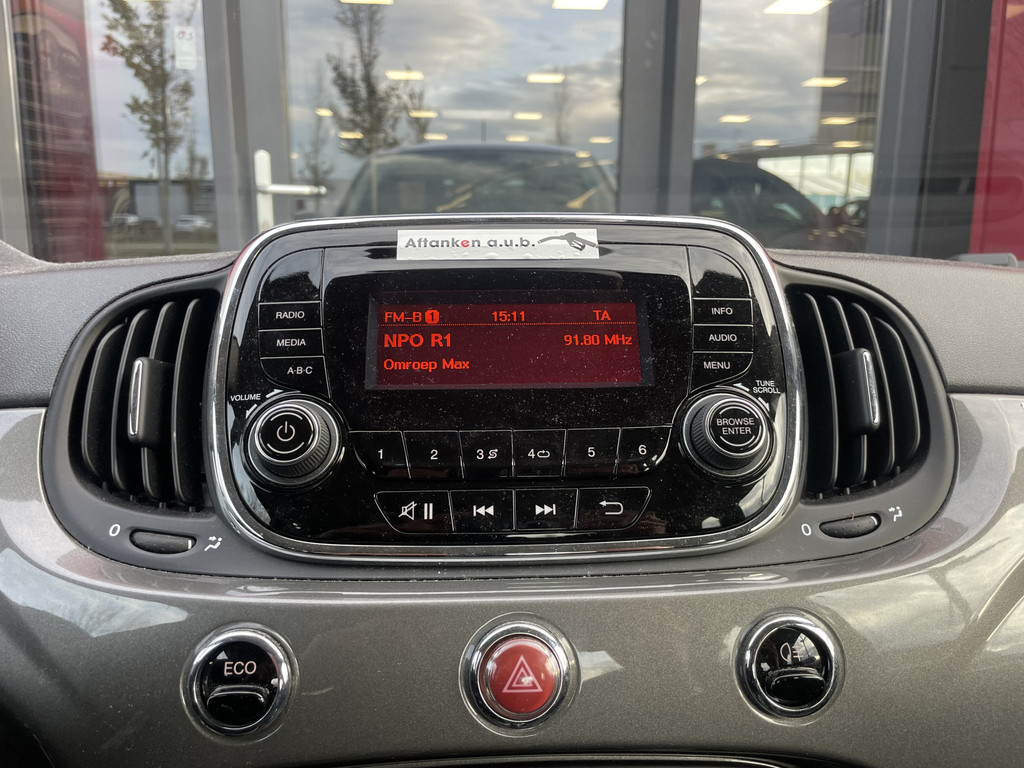 Aftanken a.u.b.
RADIO
MEDIA
A·B·C
VOLUME
FM-B 1 15:11 TA
NPO R1 91.80 MHz
Omroep Max
INFO
AUDIO
MENU
TUNE
SCROLL
BROWSE
ENTER
1 2 3 4 5 6
0
0
ECO